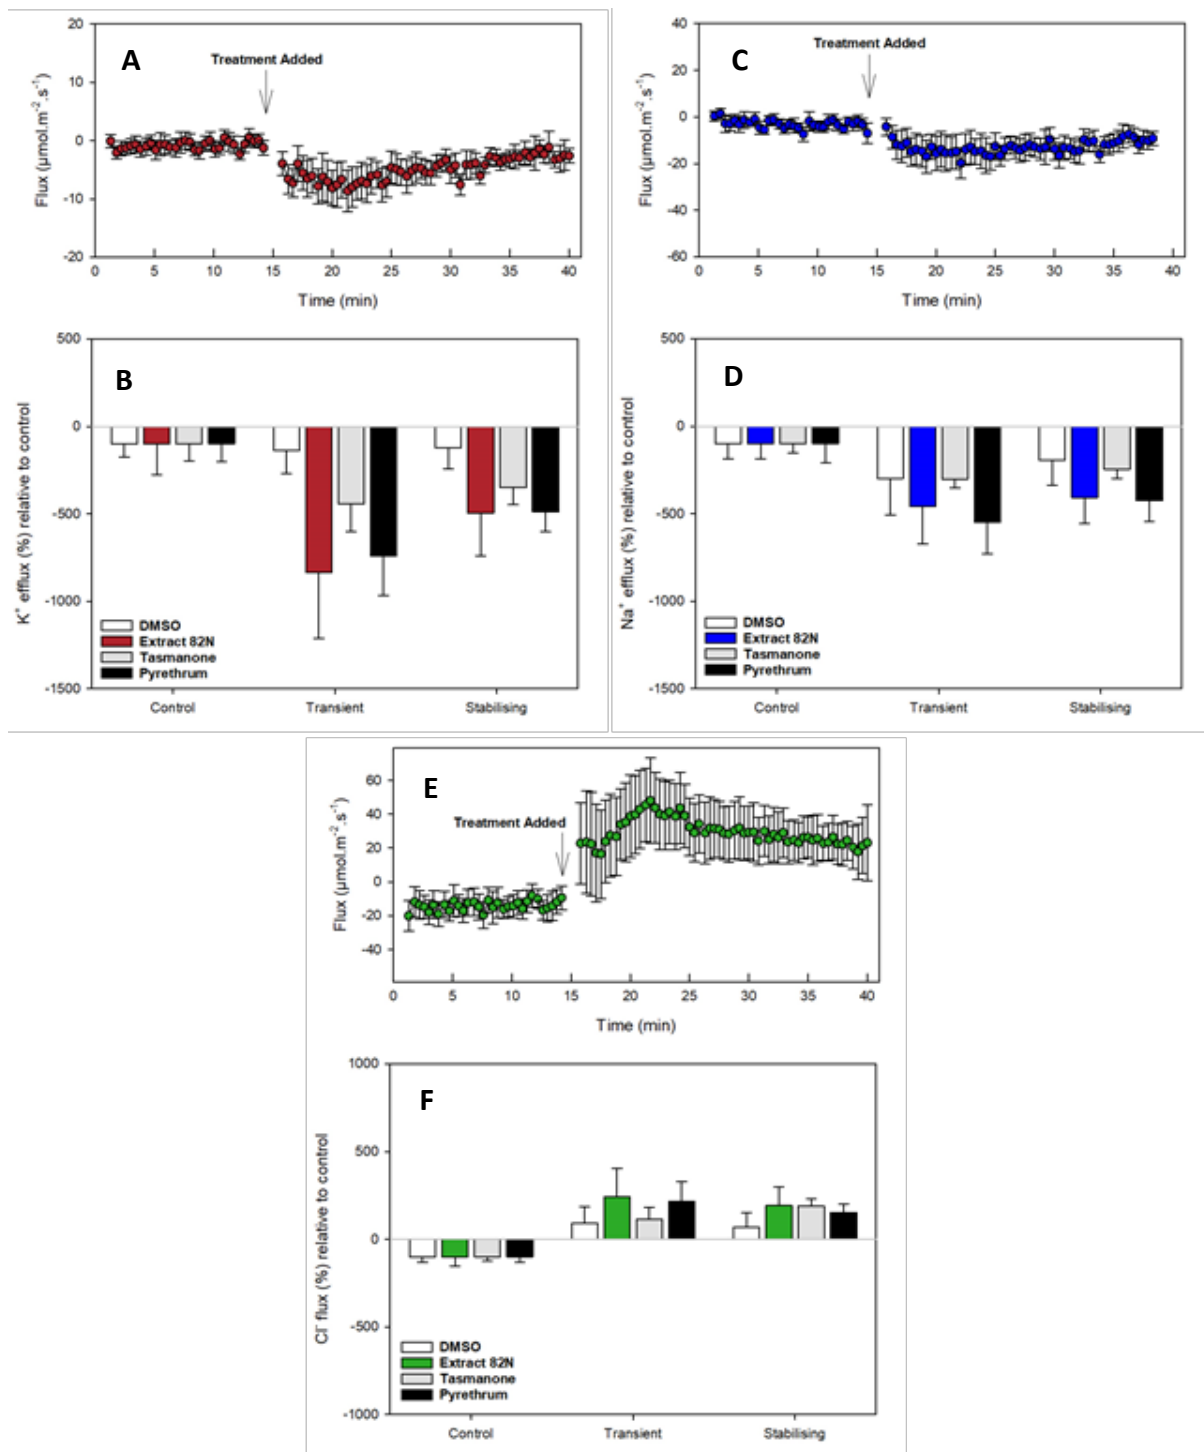 A
Treatment Added
Flux (µmol.m⁻².s⁻¹)
20
10
0
-10
-20
0 5 10 15 20 25 30 35 40
Time (min)
B
K⁺ efflux (%) relative to control
500
0
-500
-1000
-1500
DMSO
Extract 82N
Tasmanone
Pyrethrum
Control Transient Stabilising
C
Treatment Added
Flux (µmol.m⁻².s⁻¹)
40
20
0
-20
-40
-60
0 5 10 15 20 25 30 35 40
Time (min)
D
Na⁺ efflux (%) relative to control
500
0
-500
-1000
-1500
DMSO
Extract 82N
Tasmanone
Pyrethrum
Control Transient Stabilising
E
Treatment Added
Flux (µmol.m⁻².s⁻¹)
60
40
20
0
-20
-40
0 5 10 15 20 25 30 35 40
Time (min)
F
Cl⁻ flux (%) relative to control
1000
500
0
-500
-1000
DMSO
Extract 82N
Tasmanone
Pyrethrum
Control Transient Stabilising